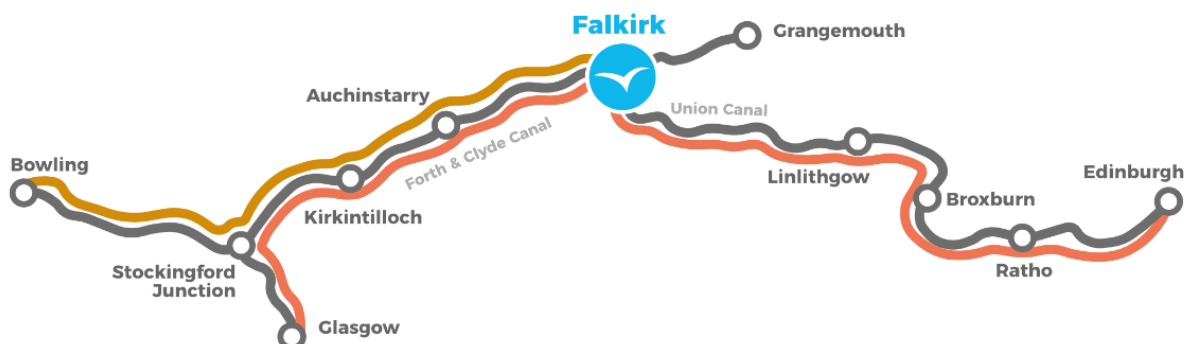 Falkirk
Grangemouth
Auchinstarry
Union Canal
Forth & Clyde Canal
Bowling
Linlithgow
Edinburgh
Kirkintilloch
Broxburn
Stockingford
Junction
Ratho
Glasgow